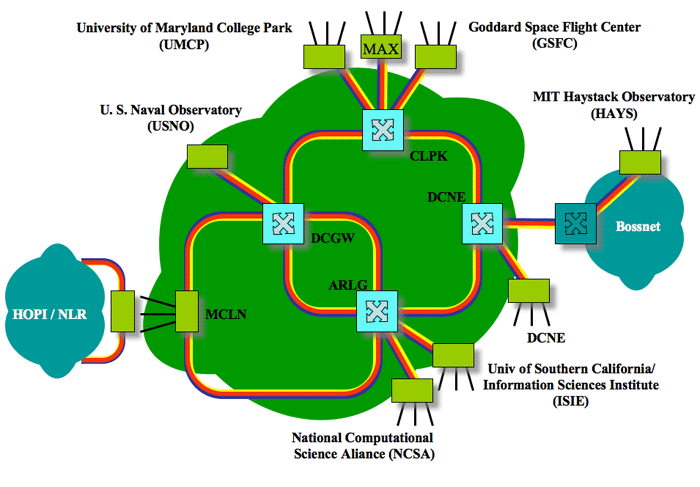 University of Maryland College Park
(UMCP)
MAX
Goddard Space Flight Center
(GSFC)
U. S. Naval Observatory
(USNO)
MIT Haystack Observatory
(HAYS)
CLPK
DCNE
DCGW
Bossnet
ARLG
HOPI / NLR
MCLN
DCNE
Univ of Southern California/
Information Sciences Institute
(ISIE)
National Computational
Science Aliance (NCSA)